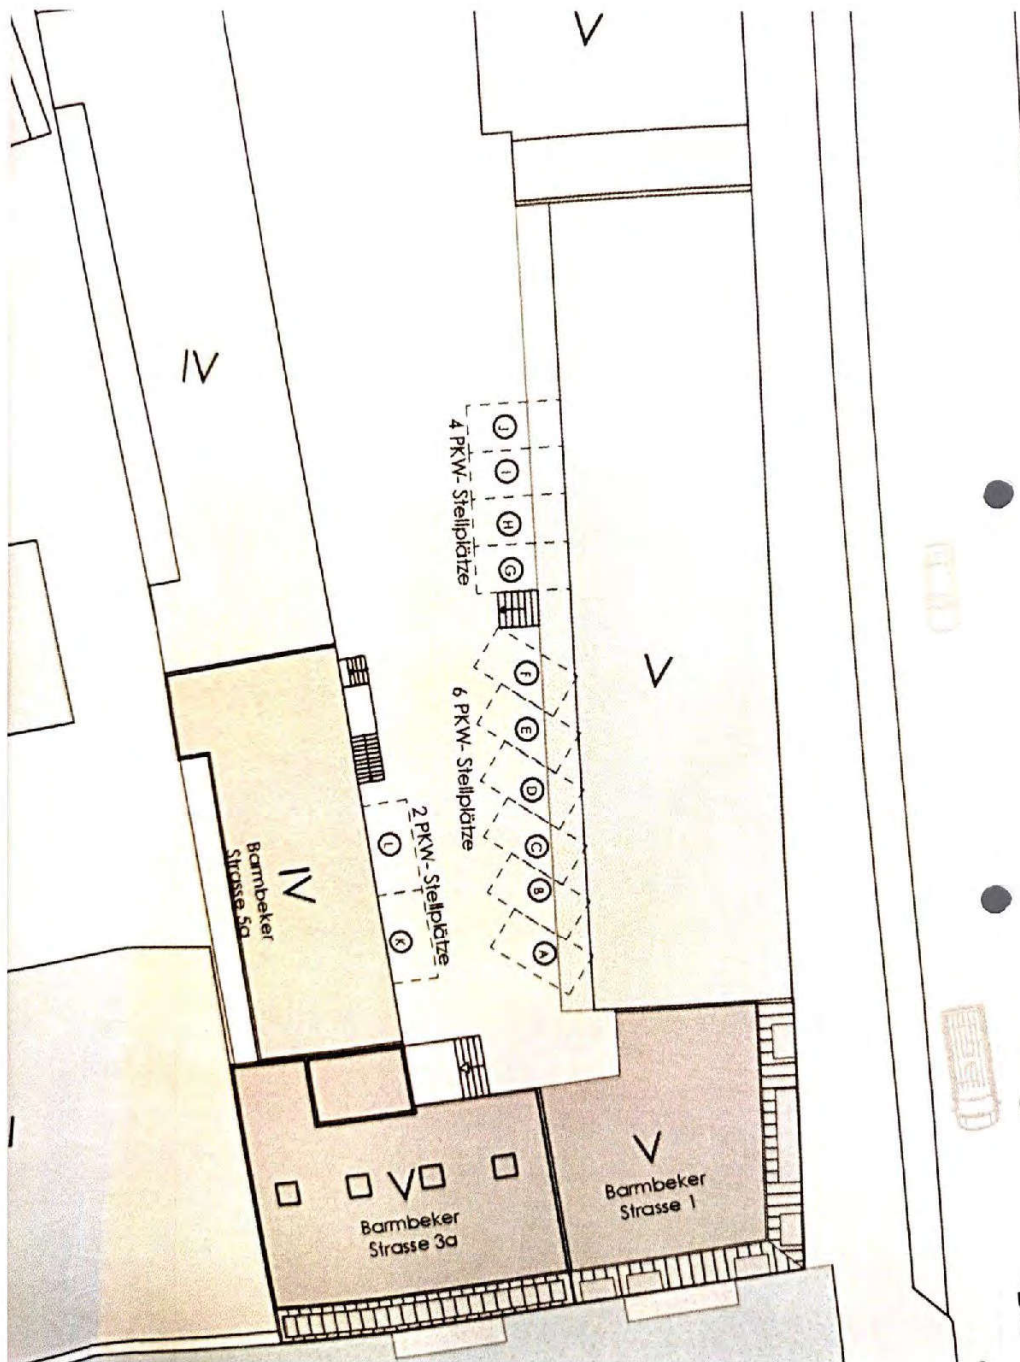 V
IV
J
4 PKW- Stellplätze
I
H
G
V
F
6 PKW- Stellplätze
E
D
2 PKW- Stellplätze
L
C
B
IV
Barmbeker
Strasse 5a
K
A
V
Barmbeker
Strasse 1
V
Barmbeker
Strasse 3a
I